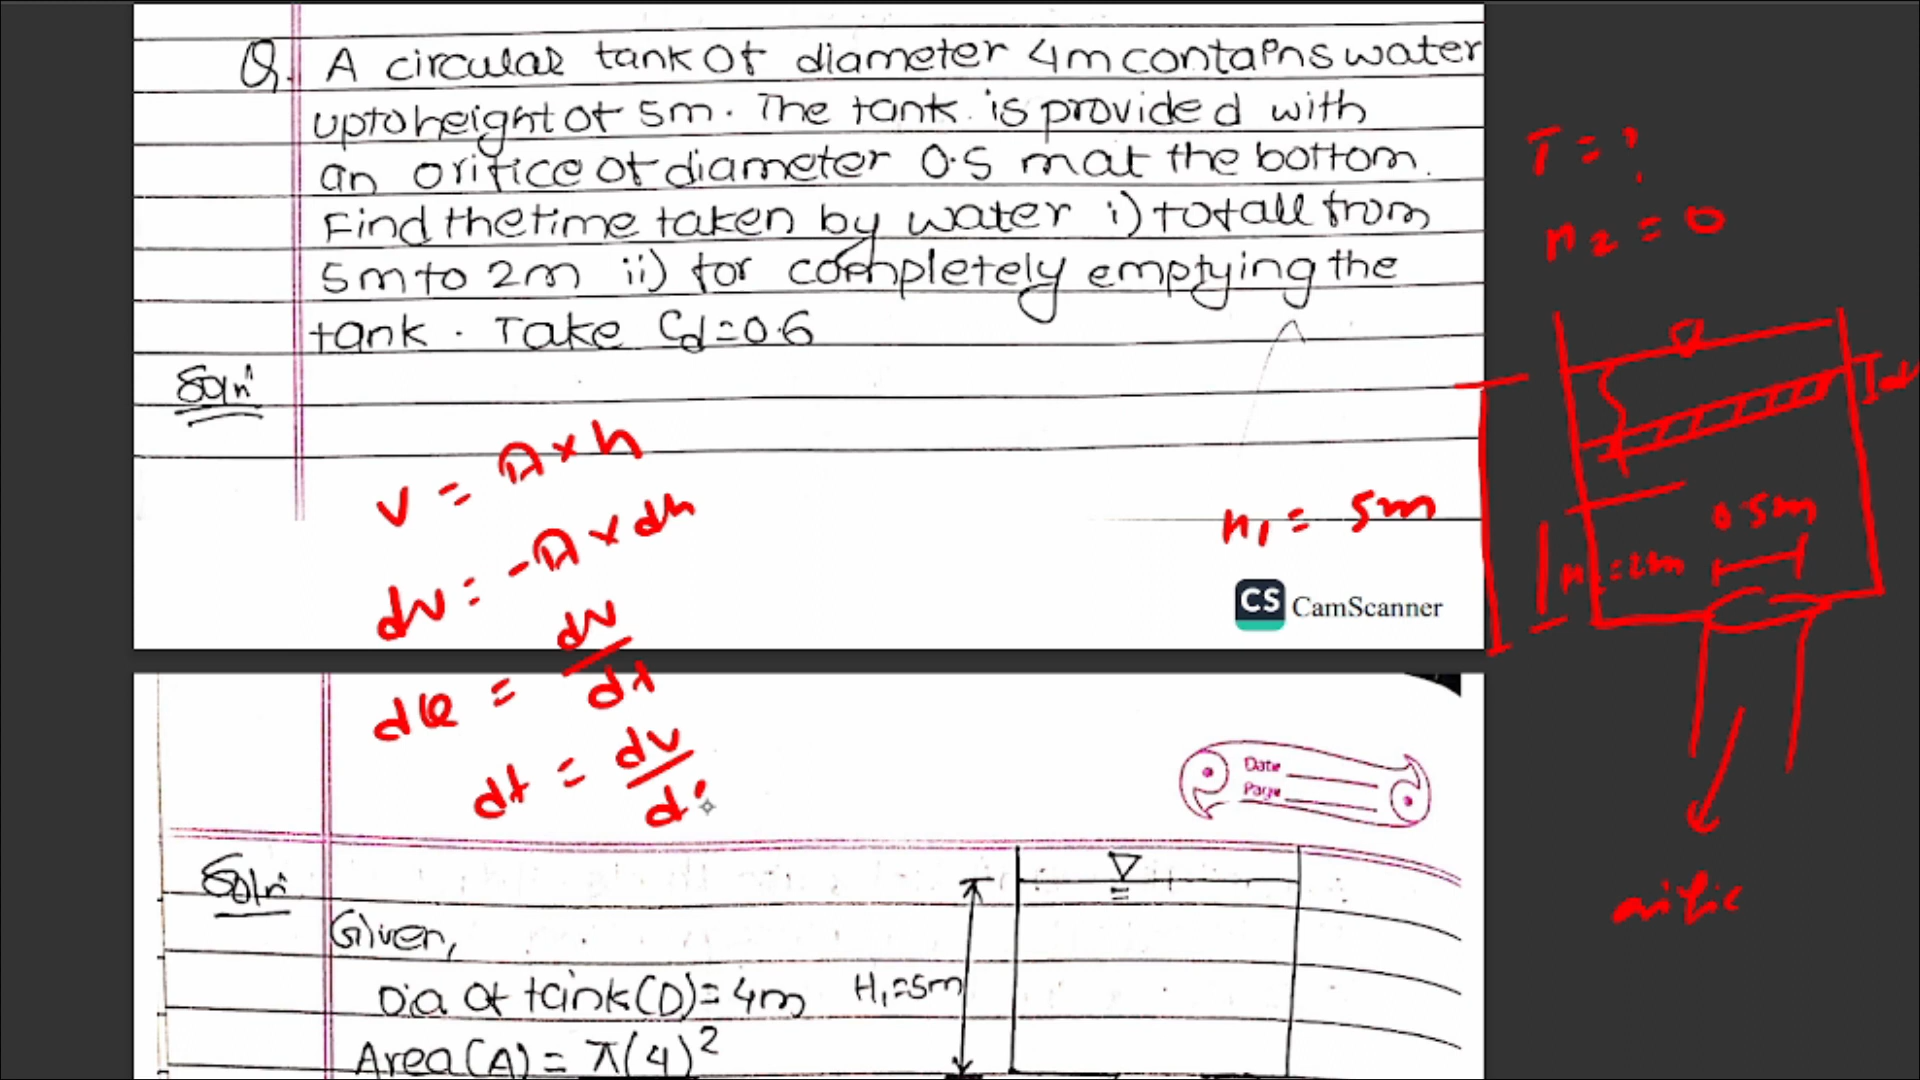 Q. A circular tank of diameter 4m contains water
upto height of 5m. The tank is provided with
an orifice of diameter 0.5 m at the bottom.
Find the time taken by water i) to fall from
5m to 2m ii) for completely emptying the
tank. Take Cd=0.6
Soln
V = A×h
dv = -A×dh
dQ = dv/dt
dt = dv/d
h1 = 5m
T = ?
H2 = 0
0.5m
=2m
CS CamScanner
Date
Page
Soln
Given,
Dia of tank(D)= 4m
H1=5m
Area(A) = π(4)²